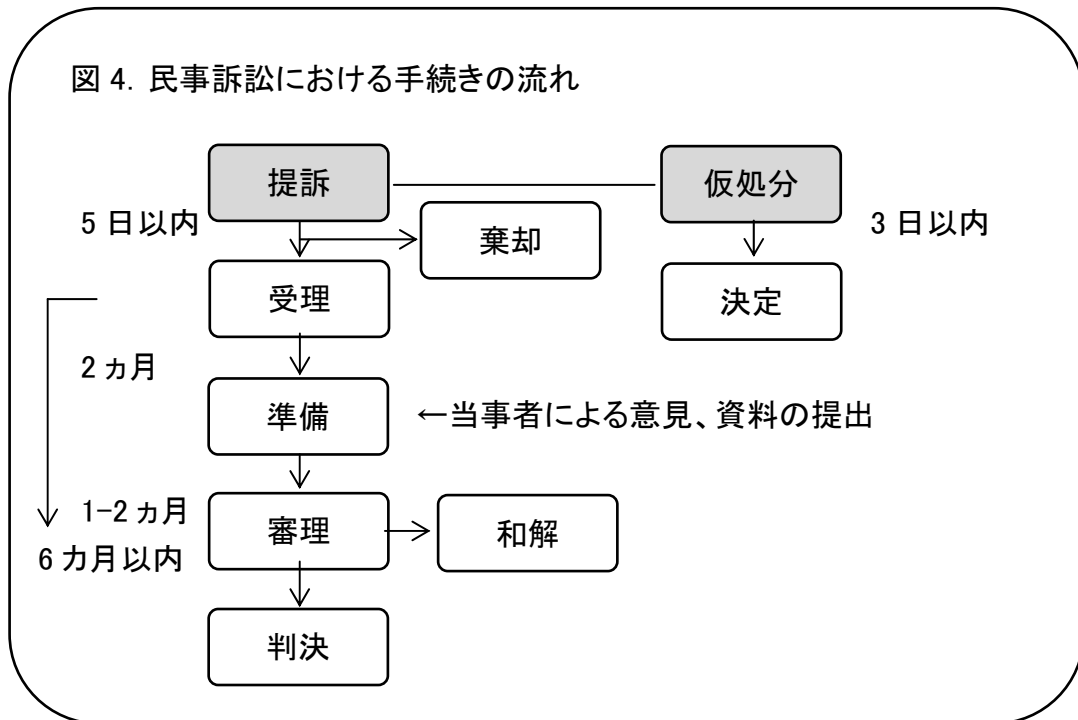 図 4. 民事訴訟における手続きの流れ
提訴
仮処分
5 日以内
棄却
3 日以内
受理
決定
2 ヵ月
準備
←当事者による意見、資料の提出
1-2 ヵ月
審理
和解
6 カ月以内
判決